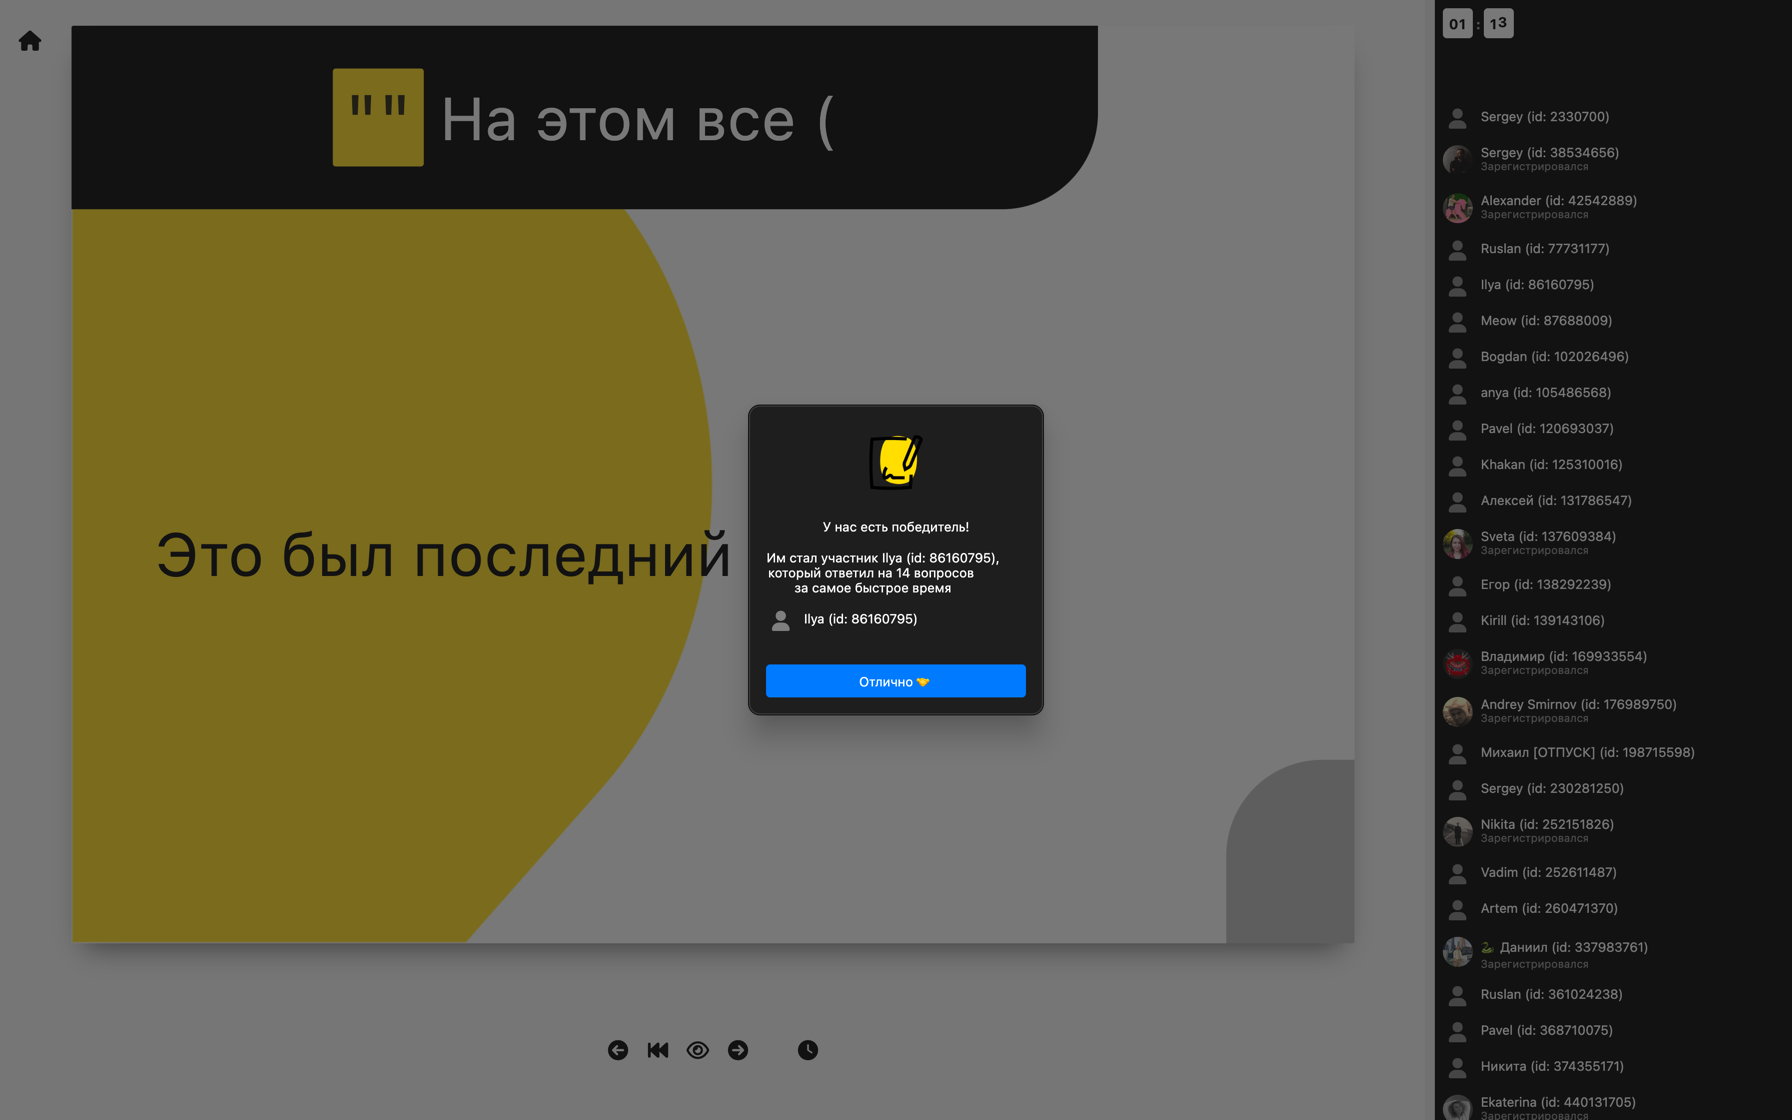 "" На этом все (
Это был последний
У нас есть победитель!
Им стал участник Ilya (id: 86160795),
который ответил на 14 вопросов
за самое быстрое время
Ilya (id: 86160795)
Отлично
01 : 13
Sergey (id: 2330700)
Sergey (id: 38534656)
Зарегистрировался
Alexander (id: 42542889)
Зарегистрировался
Ruslan (id: 77731177)
Ilya (id: 86160795)
Meow (id: 87688009)
Bogdan (id: 102026496)
anya (id: 105486568)
Pavel (id: 120693037)
Khakan (id: 125310016)
Алексей (id: 131786547)
Sveta (id: 137609384)
Зарегистрировался
Егор (id: 138292239)
Kirill (id: 139143106)
Владимир (id: 169933554)
Зарегистрировался
Andrey Smirnov (id: 176989750)
Зарегистрировался
Михаил [ОТПУСК] (id: 198715598)
Sergey (id: 230281250)
Nikita (id: 252151826)
Зарегистрировался
Vadim (id: 252611487)
Artem (id: 260471370)
🐍 Даниил (id: 337983761)
Зарегистрировался
Ruslan (id: 361024238)
Pavel (id: 368710075)
Никита (id: 374355171)
Ekaterina (id: 440131705)
Зарегистрировался